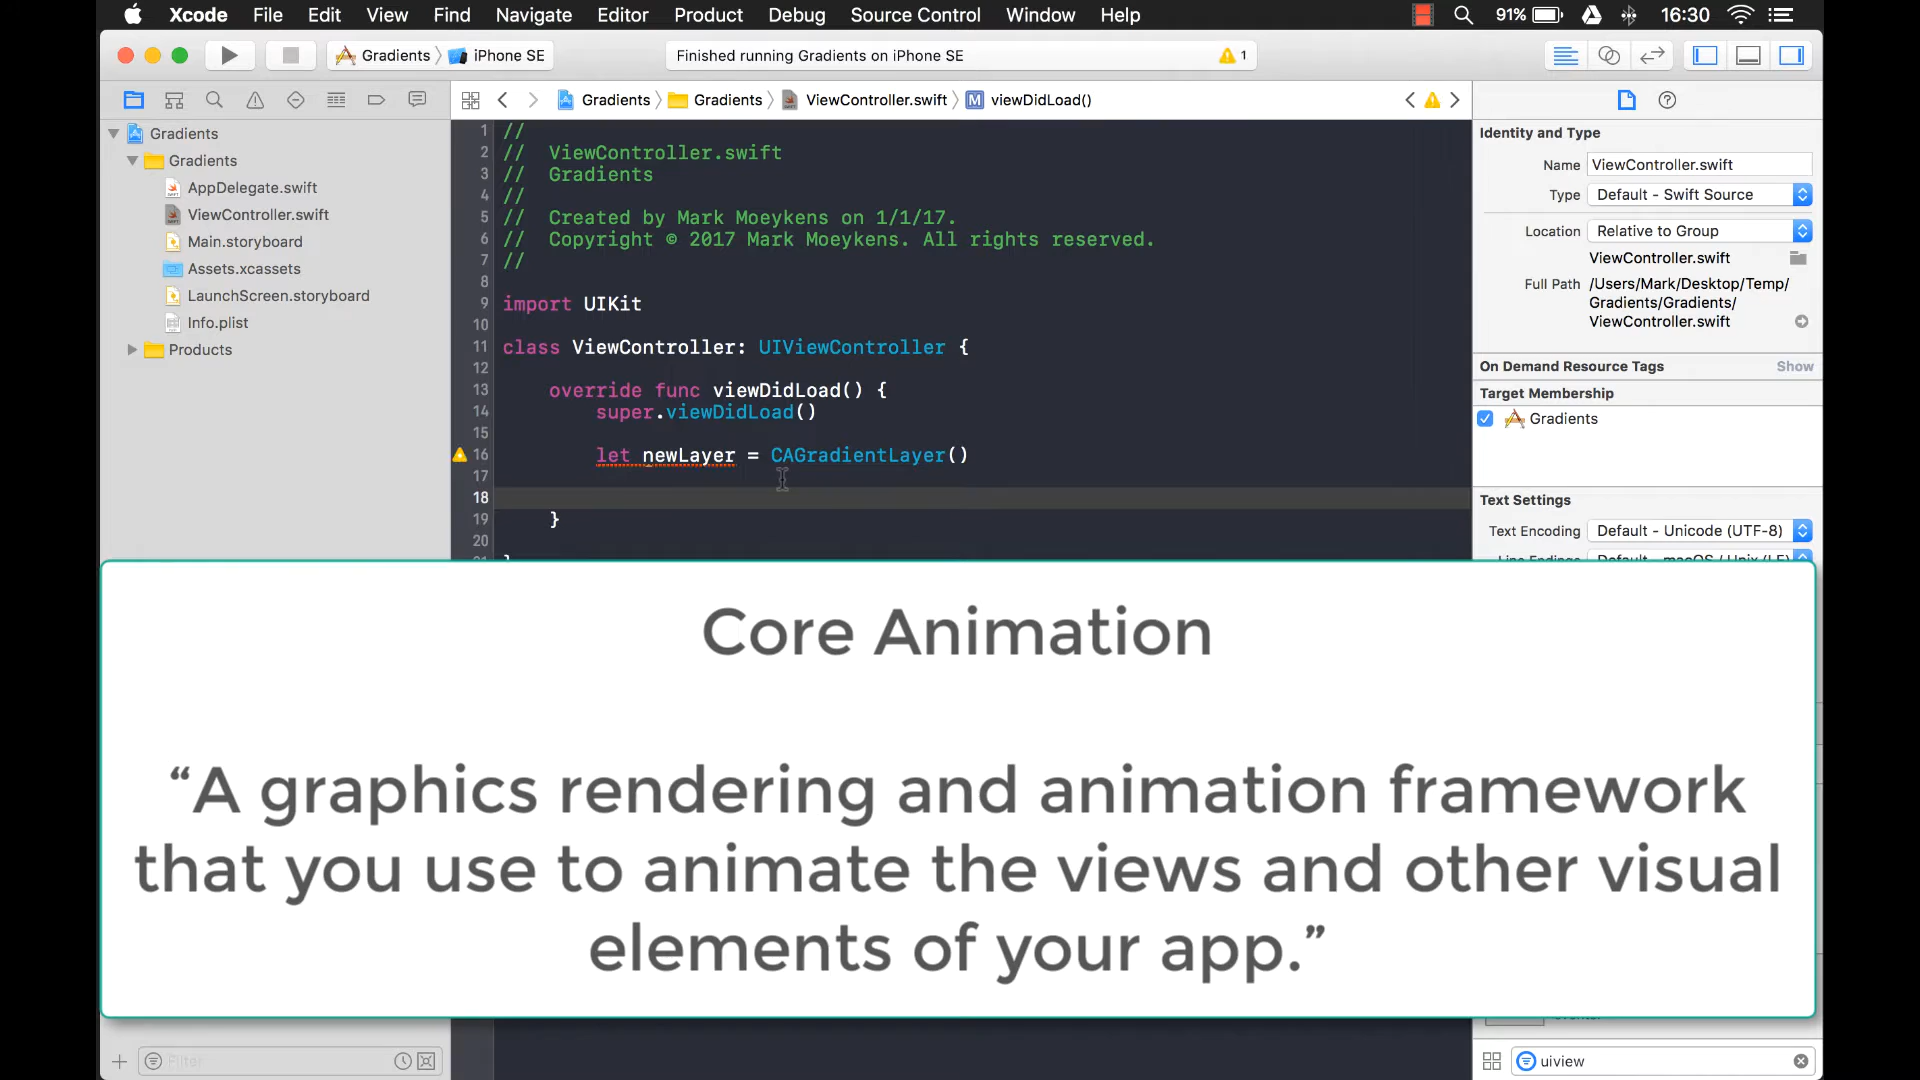 Xcode File Edit View Find Navigate Editor Product Debug Source Control Window Help 91% 16:30
Gradients iPhone SE Finished running Gradients on iPhone SE 1
Gradients Gradients ViewController.swift M viewDidLoad()
Gradients
Gradients
AppDelegate.swift
ViewController.swift
Main.storyboard
Assets.xcassets
LaunchScreen.storyboard
Info.plist
Products
1 //
2 // ViewController.swift
3 // Gradients
4 //
5 // Created by Mark Moeykens on 1/1/17.
6 // Copyright © 2017 Mark Moeykens. All rights reserved.
7 //
8
9 import UIKit
10
11 class ViewController: UIViewController {
12
13 override func viewDidLoad() {
14 super.viewDidLoad()
15
16 let newLayer = CAGradientLayer()
17
18
19 }
20
Identity and Type
Name ViewController.swift
Type Default - Swift Source
Location Relative to Group
ViewController.swift
Full Path /Users/Mark/Desktop/Temp/
Gradients/Gradients/
ViewController.swift
On Demand Resource Tags Show
Target Membership
Gradients
Text Settings
Text Encoding Default - Unicode (UTF-8)
Core Animation
“A graphics rendering and animation framework
that you use to animate the views and other visual
elements of your app.”
Filter
uiview